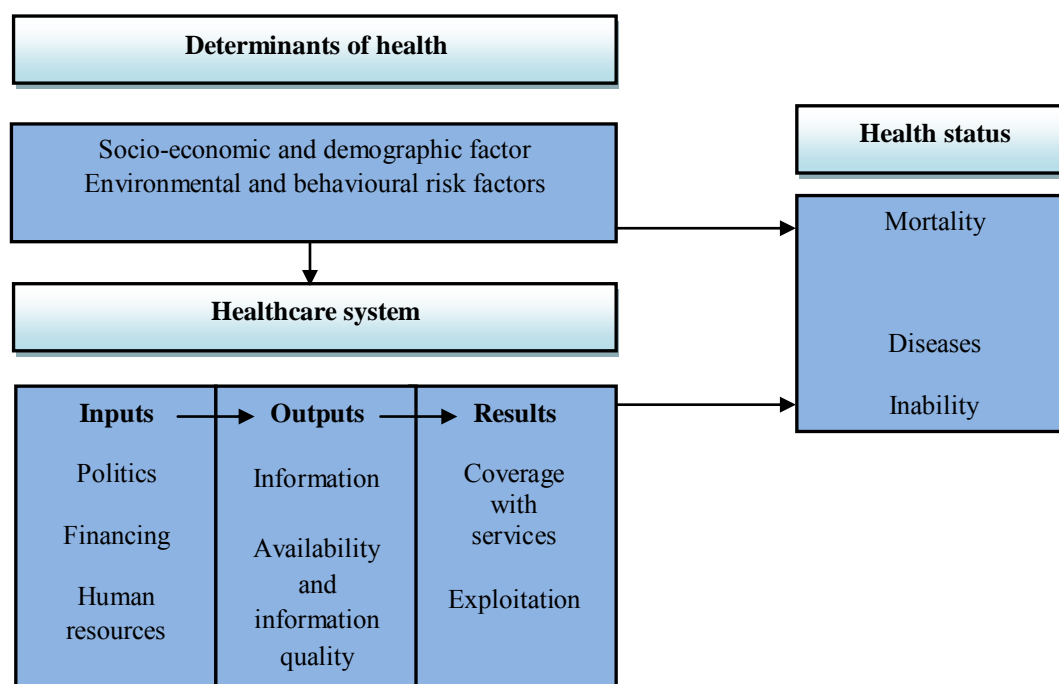 Determinants of health
Socio-economic and demographic factor
Environmental and behavioural risk factors
Health status
Mortality
Diseases
Inability
Healthcare system
Inputs
Politics
Financing
Human
resources
Outputs
Information
Availability
and
information
quality
Results
Coverage
with
services
Exploitation